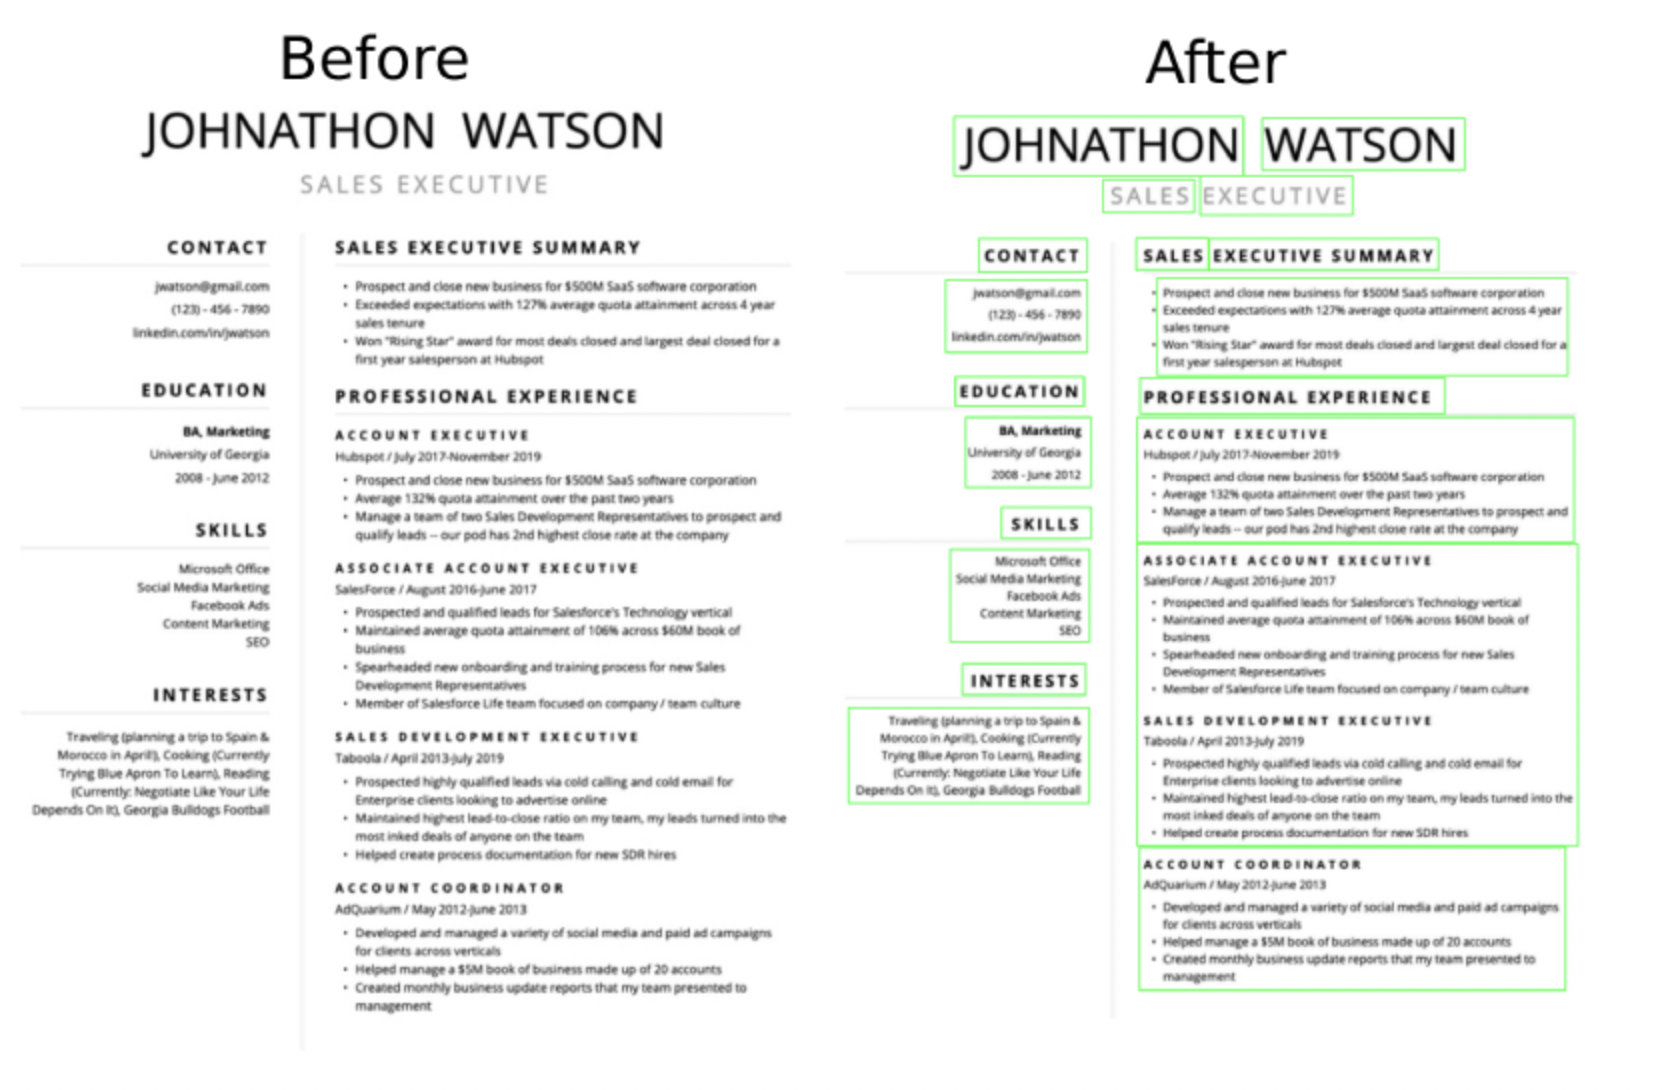 Before
JOHNATHON WATSON
SALES EXECUTIVE
CONTACT
jwatson@gmail.com
(123) - 456 - 7890
linkedin.com/in/jwatson
EDUCATION
BA, Marketing
University of Georgia
2008 - June 2012
SKILLS
Microsoft Office
Social Media Marketing
Facebook Ads
Content Marketing
SEO
INTERESTS
Traveling (planning a trip to Spain &
Morocco in April!), Cooking (Currently
Trying Blue Apron To Learn), Reading
(Currently: Negotiate Like Your Life
Depends On It), Georgia Bulldogs Football
SALES EXECUTIVE SUMMARY
• Prospect and close new business for $500M SaaS software corporation
• Exceeded expectations with 127% average quota attainment across 4 year
sales tenure
• Won "Rising Star" award for most deals closed and largest deal closed for a
first year salesperson at Hubspot
PROFESSIONAL EXPERIENCE
ACCOUNT EXECUTIVE
Hubspot / July 2017-November 2019
• Prospect and close new business for $500M SaaS software corporation
• Average 132% quota attainment over the past two years
• Manage a team of two Sales Development Representatives to prospect and
qualify leads -- our pod has 2nd highest close rate at the company
ASSOCIATE ACCOUNT EXECUTIVE
SalesForce / August 2016-June 2017
• Prospected and qualified leads for Salesforce's Technology vertical
• Maintained average quota attainment of 106% across $60M book of
business
• Spearheaded new onboarding and training process for new Sales
Development Representatives
• Member of Salesforce Life team focused on company / team culture
SALES DEVELOPMENT EXECUTIVE
Taboola / April 2013-July 2019
• Prospected highly qualified leads via cold calling and cold email for
Enterprise clients looking to advertise online
• Maintained highest lead-to-close ratio on my team, my leads turned into the
most inked deals of anyone on the team
• Helped create process documentation for new SDR hires
ACCOUNT COORDINATOR
AdQuarium / May 2012-June 2013
• Developed and managed a variety of social media and paid ad campaigns
for clients across verticals
• Helped manage a $5M book of business made up of 20 accounts
• Created monthly business update reports that my team presented to
management
After
JOHNATHON WATSON
SALES EXECUTIVE
CONTACT
jwatson@gmail.com
(123) - 456 - 7890
linkedin.com/in/jwatson
EDUCATION
BA, Marketing
University of Georgia
2008 - June 2012
SKILLS
Microsoft Office
Social Media Marketing
Facebook Ads
Content Marketing
SEO
INTERESTS
Traveling (planning a trip to Spain &
Morocco in April!), Cooking (Currently
Trying Blue Apron To Learn), Reading
(Currently: Negotiate Like Your Life
Depends On It), Georgia Bulldogs Football
SALES EXECUTIVE SUMMARY
• Prospect and close new business for $500M SaaS software corporation
• Exceeded expectations with 127% average quota attainment across 4 year
sales tenure
• Won "Rising Star" award for most deals closed and largest deal closed for a
first year salesperson at Hubspot
PROFESSIONAL EXPERIENCE
ACCOUNT EXECUTIVE
Hubspot / July 2017-November 2019
• Prospect and close new business for $500M SaaS software corporation
• Average 132% quota attainment over the past two years
• Manage a team of two Sales Development Representatives to prospect and
qualify leads -- our pod has 2nd highest close rate at the company
ASSOCIATE ACCOUNT EXECUTIVE
SalesForce / August 2016-June 2017
• Prospected and qualified leads for Salesforce's Technology vertical
• Maintained average quota attainment of 106% across $60M book of
business
• Spearheaded new onboarding and training process for new Sales
Development Representatives
• Member of Salesforce Life team focused on company / team culture
SALES DEVELOPMENT EXECUTIVE
Taboola / April 2013-July 2019
• Prospected highly qualified leads via cold calling and cold email for
Enterprise clients looking to advertise online
• Maintained highest lead-to-close ratio on my team, my leads turned into the
most inked deals of anyone on the team
• Helped create process documentation for new SDR hires
ACCOUNT COORDINATOR
AdQuarium / May 2012-June 2013
• Developed and managed a variety of social media and paid ad campaigns
for clients across verticals
• Helped manage a $5M book of business made up of 20 accounts
• Created monthly business update reports that my team presented to
management